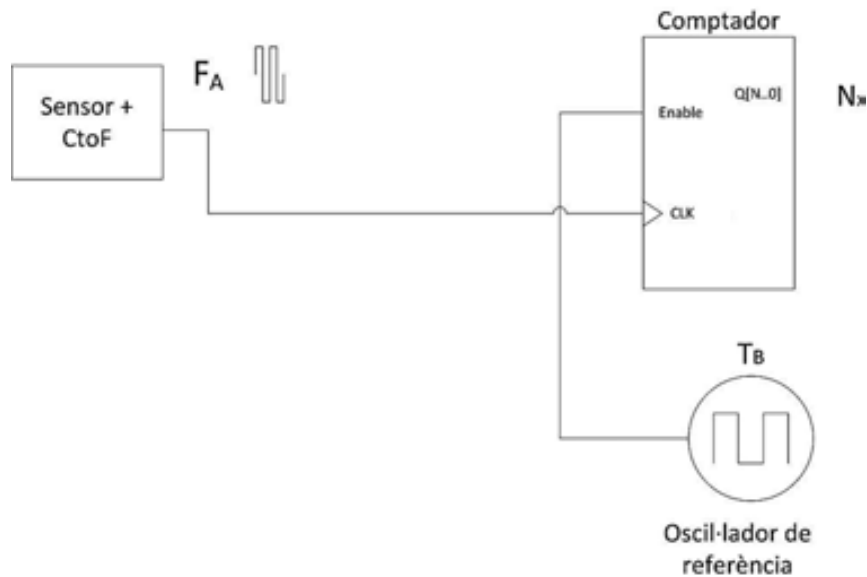 Comptador
Sensor +
CtoF
FA
Enable
Q[N..0]
Nx
CLK
TB
Oscil·lador de
referència